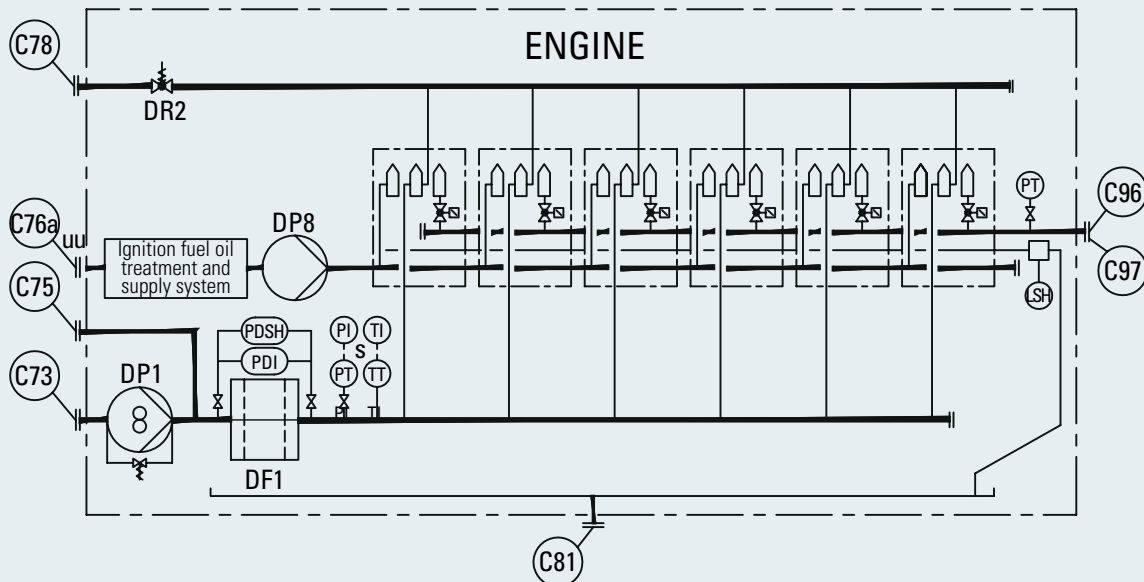 ENGINE
C78
DR2
PT
C96
C76a
uu
DP8
Ignition fuel oil
treatment and
supply system
C97
C75
LSH
PDSH
PI
TI
S
PDI
PT
TT
C73
DP1
PI
TI
DF1
C81